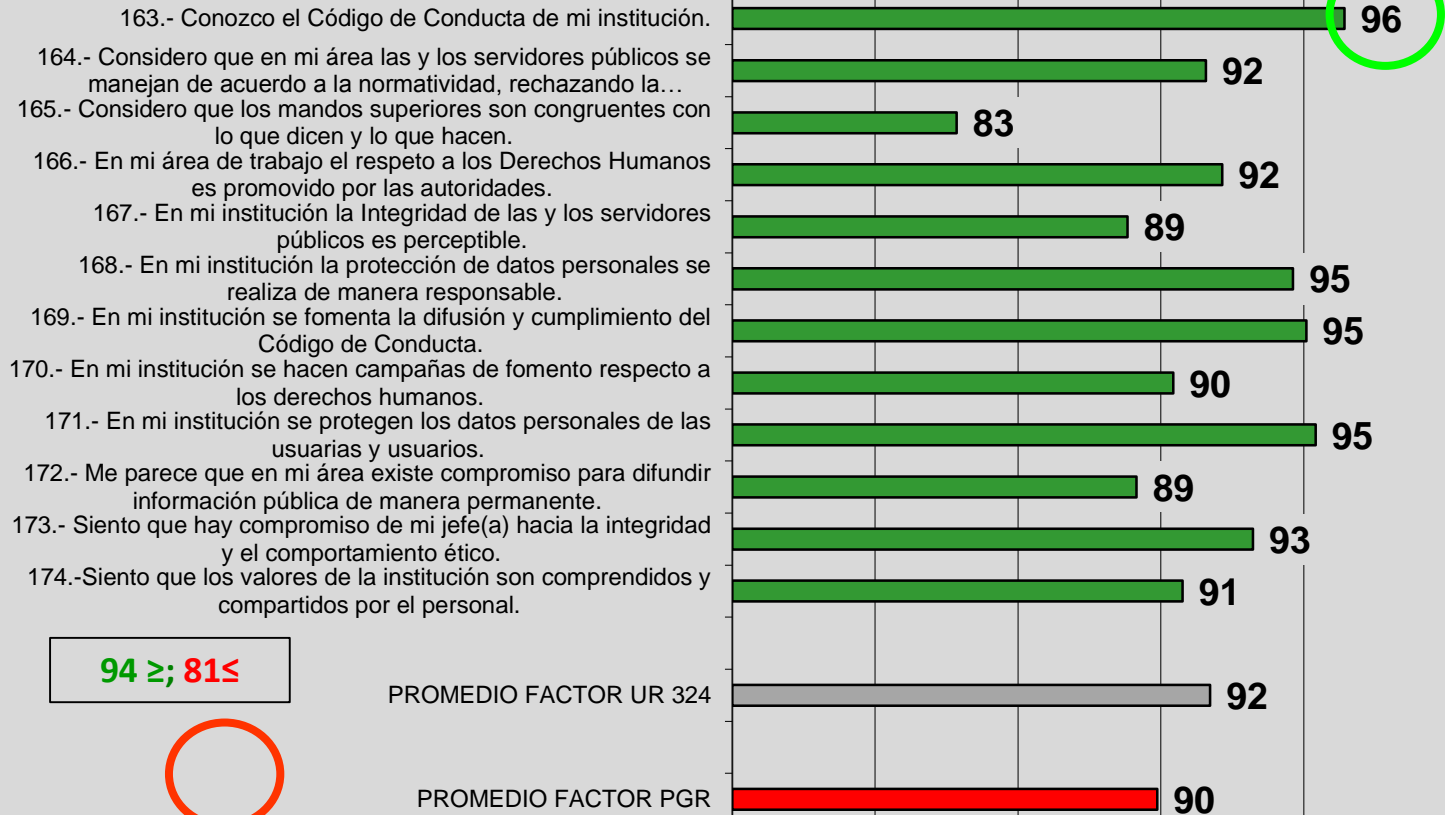 163.- Conozco el Código de Conducta de mi institución.
96
164.- Considero que en mi área las y los servidores públicos se
manejan de acuerdo a la normatividad, rechazando la…
92
165.- Considero que los mandos superiores son congruentes con
lo que dicen y lo que hacen.
83
166.- En mi área de trabajo el respeto a los Derechos Humanos
es promovido por las autoridades.
92
167.- En mi institución la Integridad de las y los servidores
públicos es perceptible.
89
168.- En mi institución la protección de datos personales se
realiza de manera responsable.
95
169.- En mi institución se fomenta la difusión y cumplimiento del
Código de Conducta.
95
170.- En mi institución se hacen campañas de fomento respecto a
los derechos humanos.
90
171.- En mi institución se protegen los datos personales de las
usuarias y usuarios.
95
172.- Me parece que en mi área existe compromiso para difundir
información pública de manera permanente.
89
173.- Siento que hay compromiso de mi jefe(a) hacia la integridad
y el comportamiento ético.
93
174.-Siento que los valores de la institución son comprendidos y
compartidos por el personal.
91
94 ≥; 81≤
PROMEDIO FACTOR UR 324
92
PROMEDIO FACTOR PGR
90